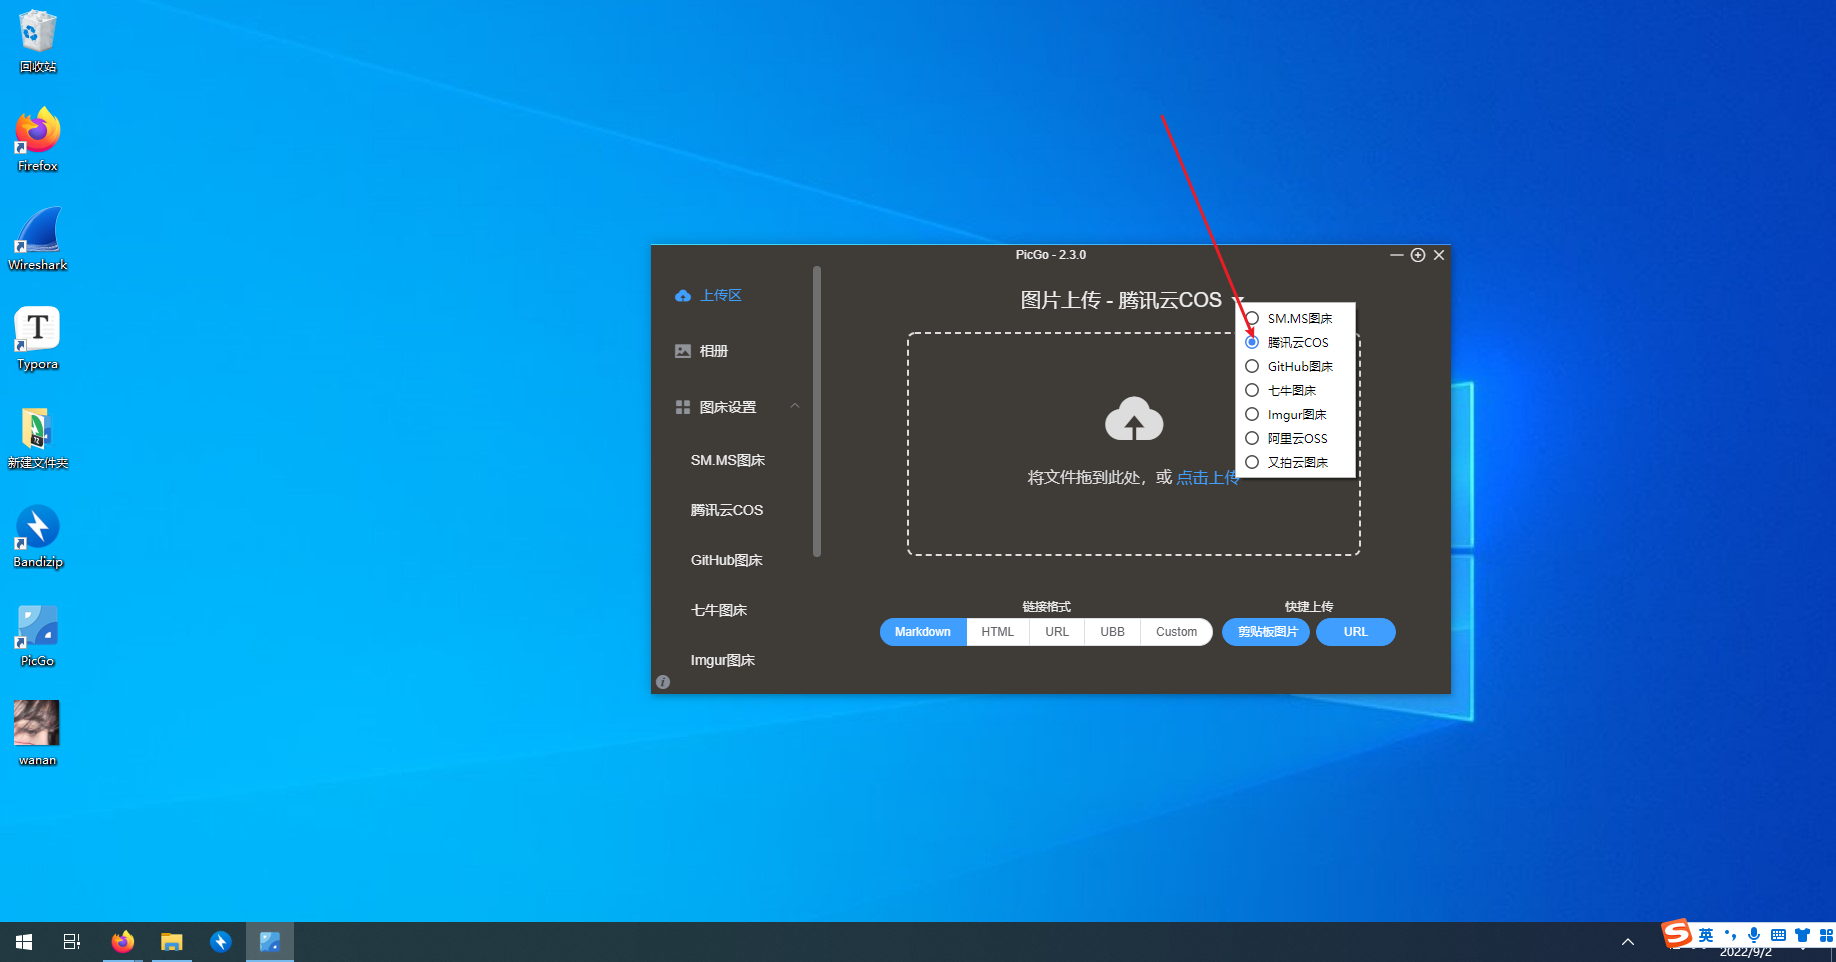 回收站
Firefox
Wireshark
Typora
新建文件夹
Bandizip
PicGo
wanan
PicGo - 2.3.0
上传区
相册
图床设置
SM.MS图床
腾讯云COS
GitHub图床
七牛图床
Imgur图床
图片上传 - 腾讯云COS
SM.MS图床
腾讯云COS
GitHub图床
七牛图床
Imgur图床
阿里云OSS
又拍云图床
将文件拖到此处，或 点击上传
链接格式
快捷上传
Markdown HTML URL UBB Custom
剪贴板图片 URL
英
2022/9/2